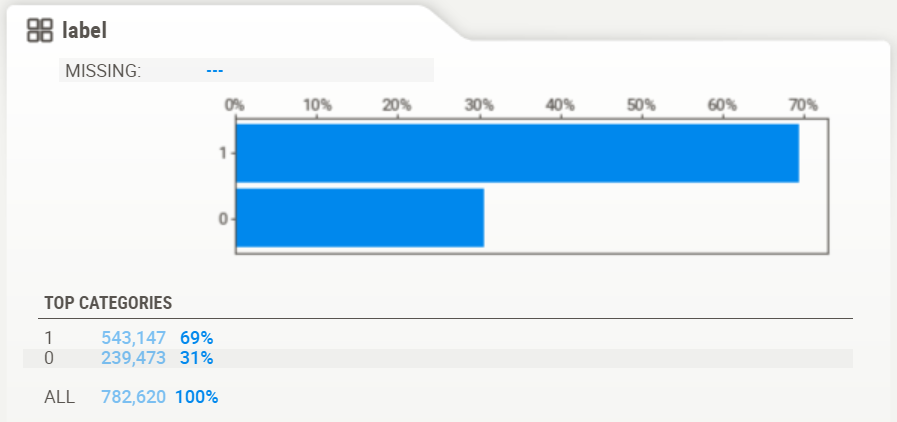 label
MISSING: ---
0% 10% 20% 30% 40% 50% 60% 70%
1
0
TOP CATEGORIES
1 543,147 69%
0 239,473 31%
ALL 782,620 100%